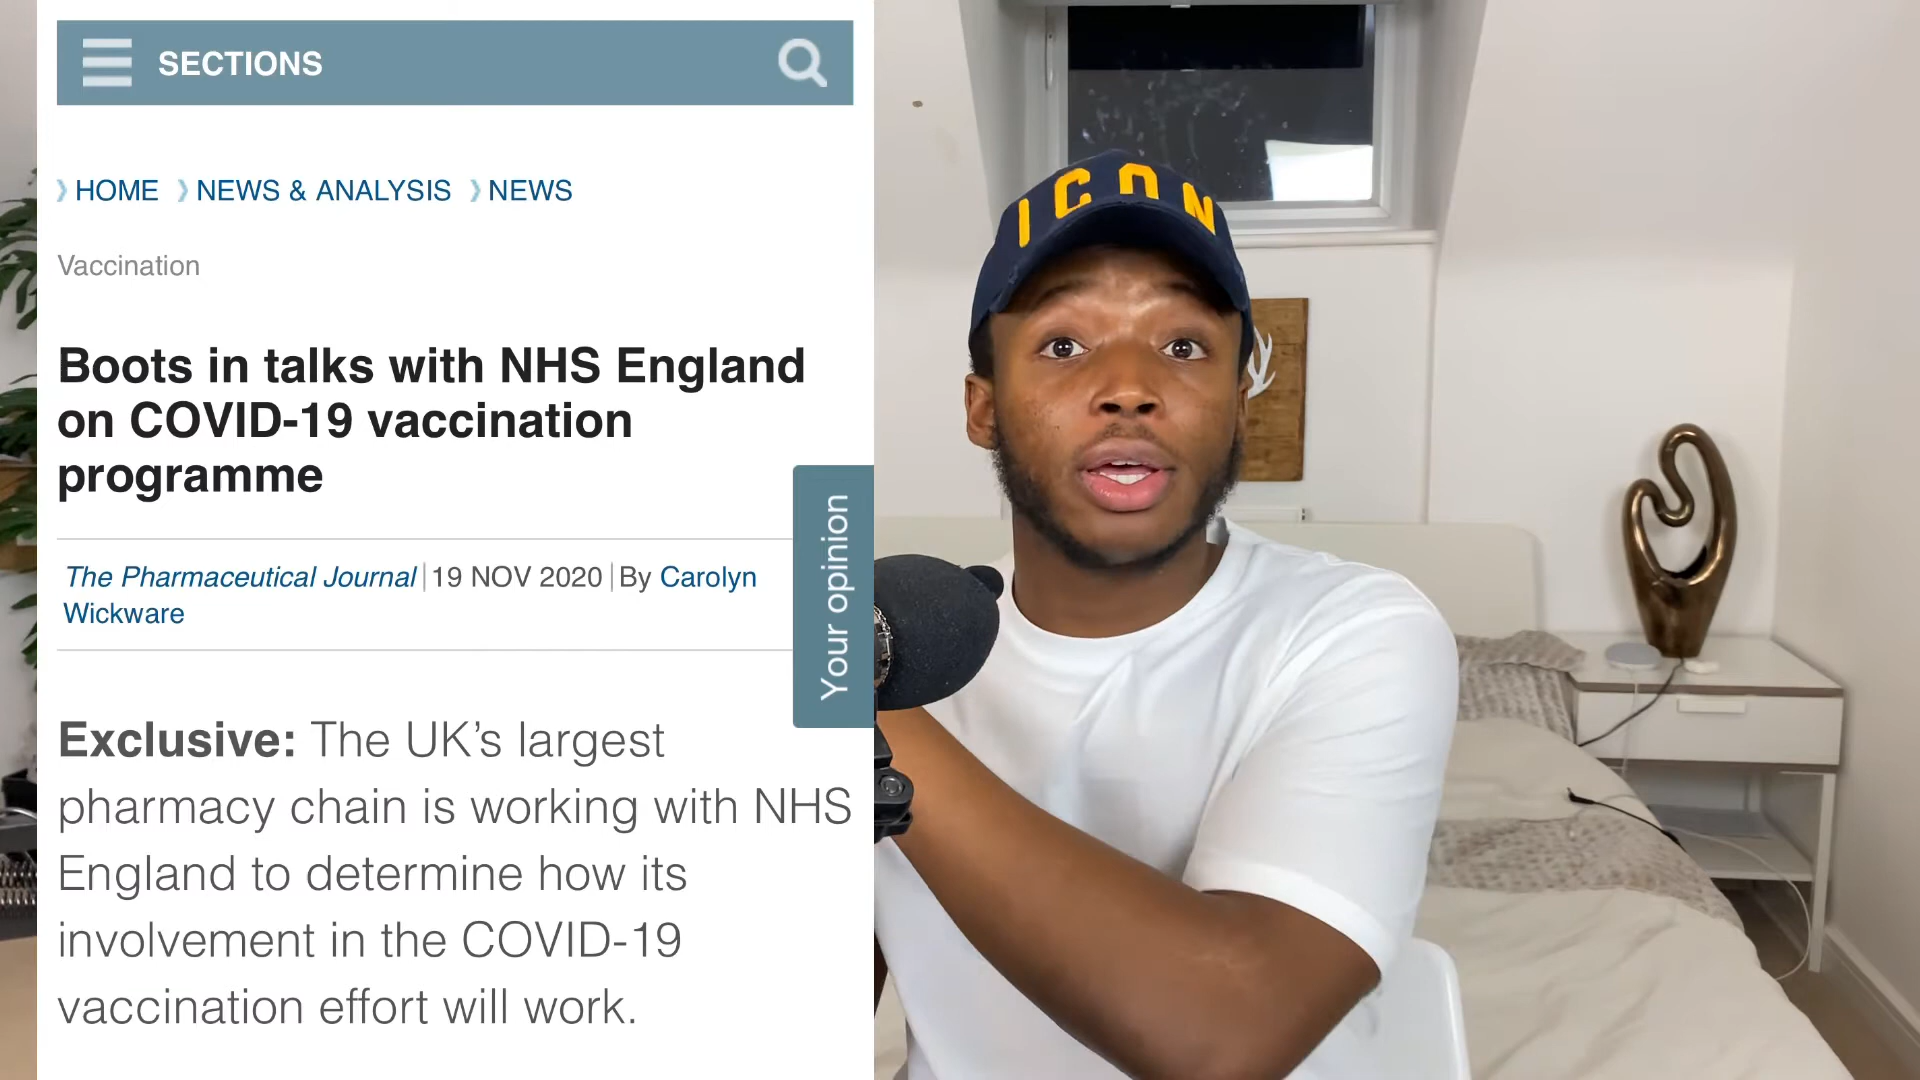 SECTIONS
❭ HOME ❭ NEWS & ANALYSIS ❭ NEWS
Vaccination
Boots in talks with NHS England
on COVID-19 vaccination
programme
The Pharmaceutical Journal | 19 NOV 2020 | By Carolyn
Wickware
Your opinion
Exclusive: The UK’s largest
pharmacy chain is working with NHS
England to determine how its
involvement in the COVID-19
vaccination effort will work.
ICON